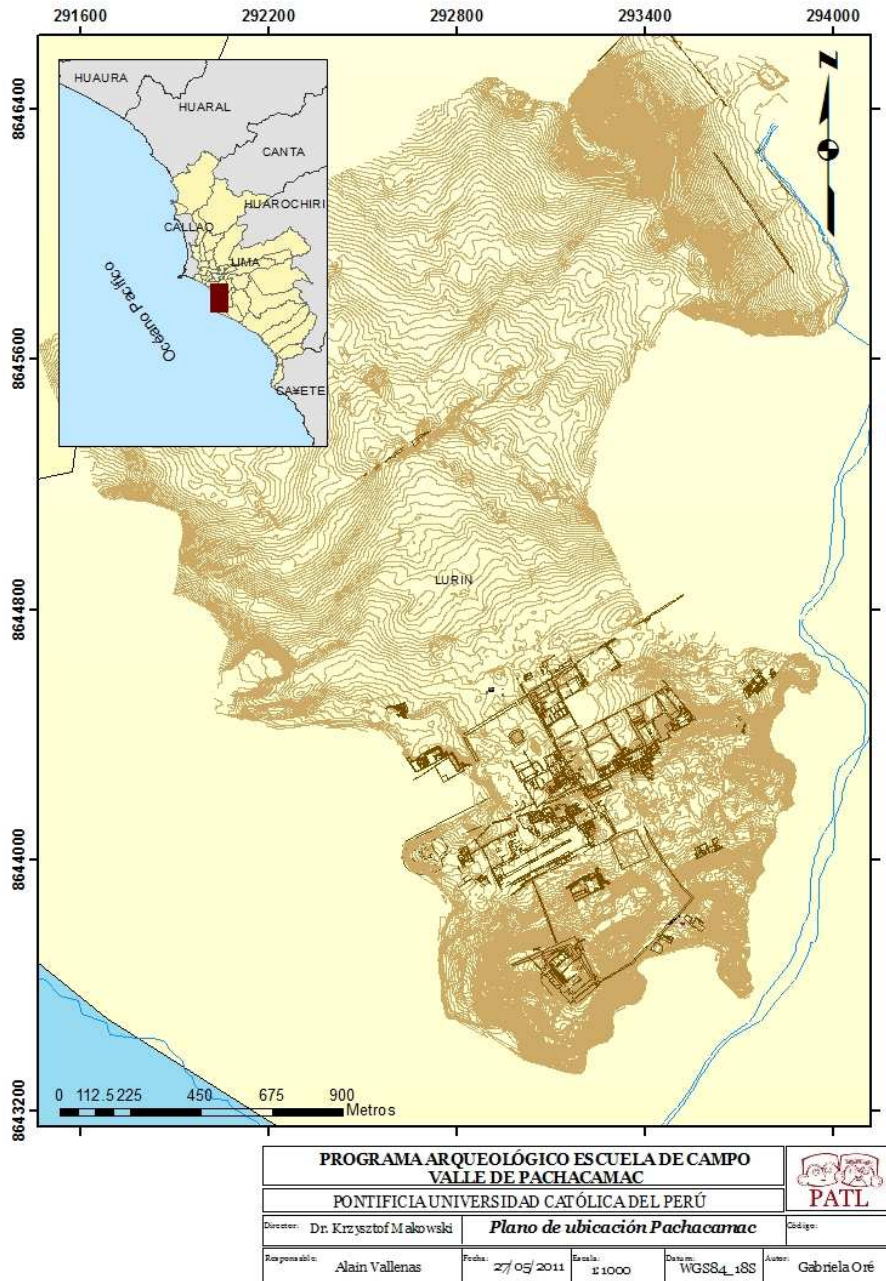 291600 292200 292800 293400 294000
8646400
8645600
8644800
8644000
8643200
HUAURA
HUARAL
CANTA
HUAROCHIRI
CALLAO
LIMA
CA¥ETE
Océano Pacífico
N
LURIN
0 112.5 225 450 675 900
Metros
PROGRAMA ARQUEOLÓGICO ESCUELA DE CAMPO
VALLE DE PACHACAMAC
PONTIFICIA UNIVERSIDAD CATÓLICA DEL PERÚ
PATL
Director: Dr. Krzysztof Makowski Plano de ubicación Pachacamac Código:
Responsable: Alain Vallenas Fecha: 27/05/2011 Escala: 1:1000 Datum: WGS84_18S Autor: Gabriela Oré